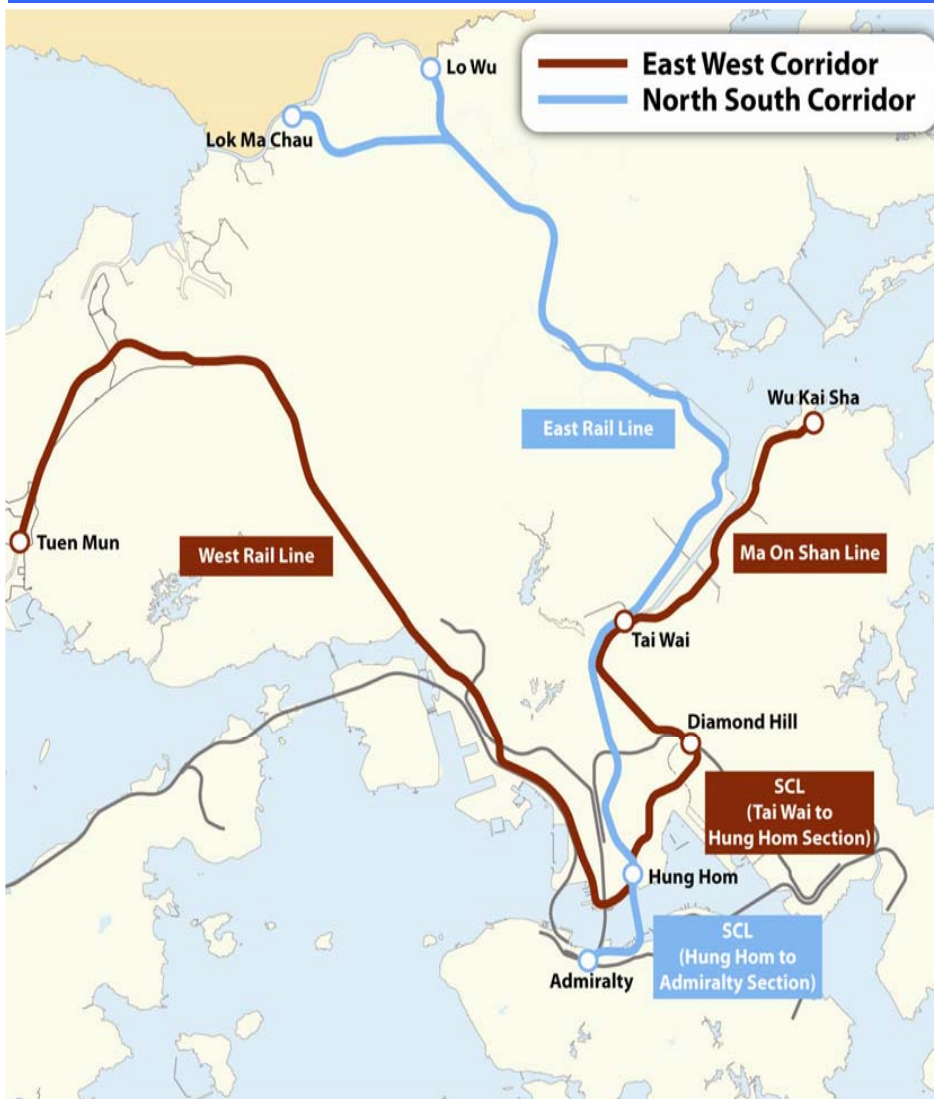 East West Corridor
North South Corridor
Lo Wu
Lok Ma Chau
Wu Kai Sha
East Rail Line
Tuen Mun
West Rail Line
Ma On Shan Line
Tai Wai
Diamond Hill
SCL
(Tai Wai to
Hung Hom Section)
Hung Hom
SCL
(Hung Hom to
Admiralty Section)
Admiralty